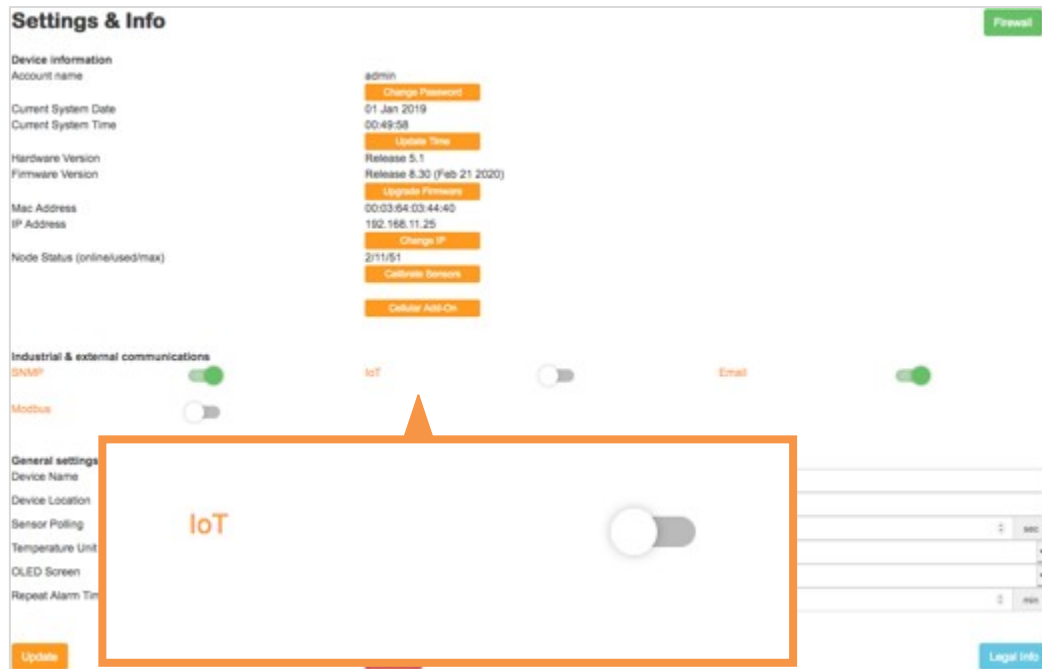 Settings & Info
Firewall
Device information
Account name admin
Change Password
Current System Date 01 Jan 2019
Current System Time 00:49:58
Update Time
Hardware Version Release 5.1
Firmware Version Release 8.30 (Feb 21 2020)
Upgrade Firmware
Mac Address 00:03:64:03:44:40
IP Address 192.168.11.25
Change IP
Node Status (online/used/max) 2/11/51
Calibrate Sensors
Cellular Add-On
Industrial & external communications
SNMP IoT Email
Modbus
General settings
Device Name
Device Location
Sensor Polling sec
Temperature Unit
OLED Screen
Repeat Alarm Tim min
IoT
Update Legal Info